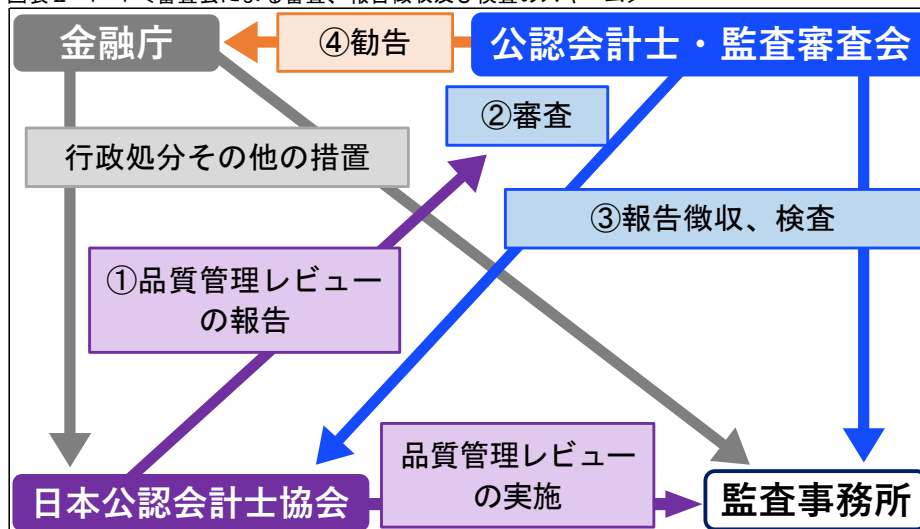 金融庁
④勧告
公認会計士・監査審査会
②審査
行政処分その他の措置
③報告徴収、検査
①品質管理レビュー
の報告
品質管理レビュー
の実施
日本公認会計士協会
監査事務所